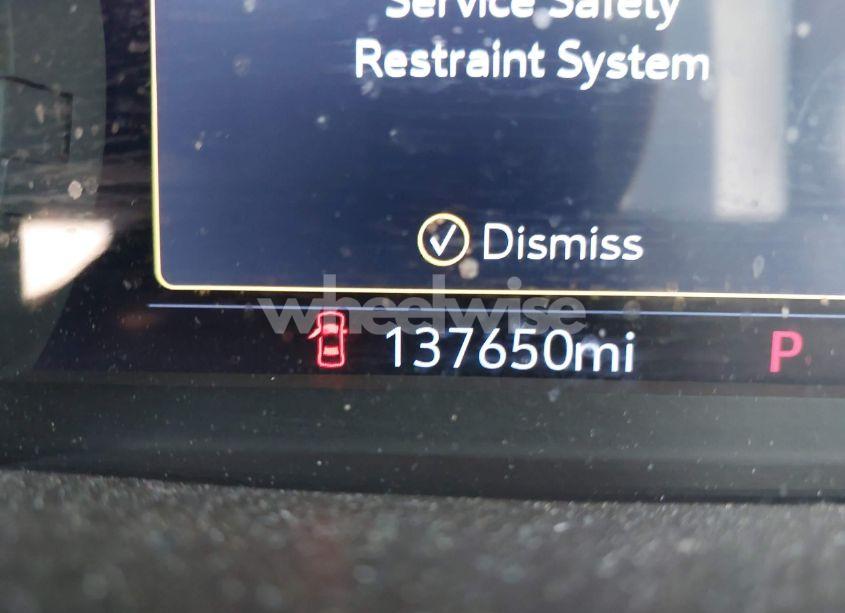 Service Safety
Restraint System
Dismiss
wheelwise
137650mi
P